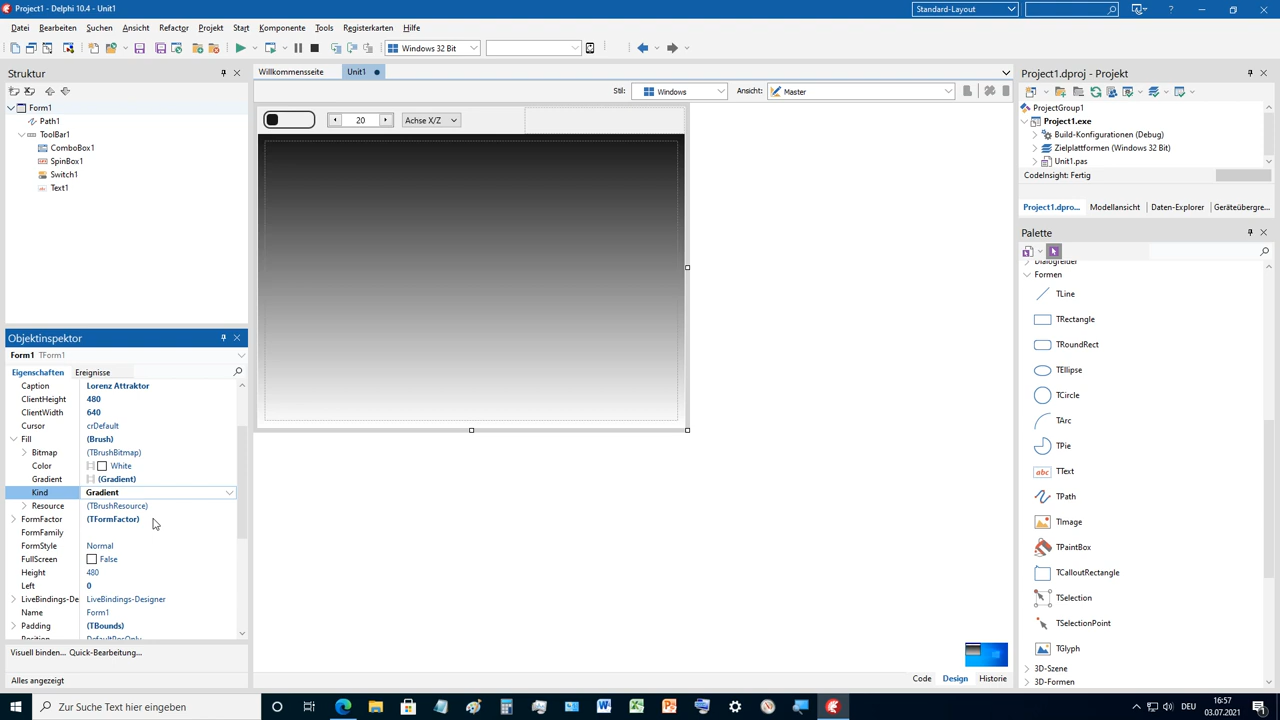 Project1 - Delphi 10.4 - Unit1
Standard-Layout
Datei Bearbeiten Suchen Ansicht Refactor Projekt Start Komponente Tools Registerkarten Hilfe
Windows 32 Bit
Struktur
Form1
Path1
ToolBar1
ComboBox1
SpinBox1
Switch1
Text1
Objektinspektor
Form1 TForm1
Eigenschaften Ereignisse
Caption Lorenz Attraktor
ClientHeight 480
ClientWidth 640
Cursor crDefault
Fill (Brush)
Bitmap (TBrushBitmap)
Color White
Gradient (Gradient)
Kind Gradient
Resource (TBrushResource)
FormFactor (TFormFactor)
FormFamily
FormStyle Normal
FullScreen False
Height 480
Left 0
LiveBindings-De LiveBindings-Designer
Name Form1
Padding (TBounds)
Position DefaultPosOnly
Visuell binden... Quick-Bearbeitung...
Alles angezeigt
Willkommensseite Unit1
Stil: Windows Ansicht: Master
20 Achse X/Z
Code Design Historie
Project1.dproj - Projekt
ProjectGroup1
Project1.exe
Build-Konfigurationen (Debug)
Zielplattformen (Windows 32 Bit)
Unit1.pas
CodeInsight: Fertig
Project1.dpro... Modellansicht Daten-Explorer Geräteübergre...
Palette
Dialogfelder
Formen
TLine
TRectangle
TRoundRect
TEllipse
TCircle
TArc
TPie
abc TText
TPath
TImage
TPaintBox
TCalloutRectangle
TSelection
TSelectionPoint
TGlyph
3D-Szene
3D-Formen
Zur Suche Text hier eingeben
DEU
16:57
03.07.2021